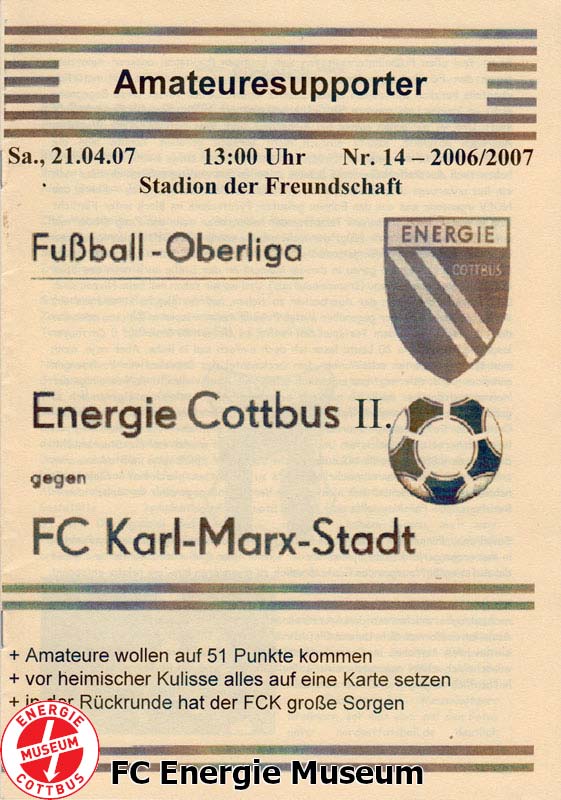 Amateuresupporter
Sa., 21.04.07 13:00 Uhr Nr. 14 – 2006/2007
Stadion der Freundschaft
Fußball-Oberliga
ENERGIE
COTTBUS
Energie Cottbus II.
gegen
FC Karl-Marx-Stadt
+ Amateure wollen auf 51 Punkte kommen
+ vor heimischer Kulisse alles auf eine Karte setzen
+ in der Rückrunde hat der FCK große Sorgen
ENERGIE
MUSEUM
COTTBUS
FC Energie Museum